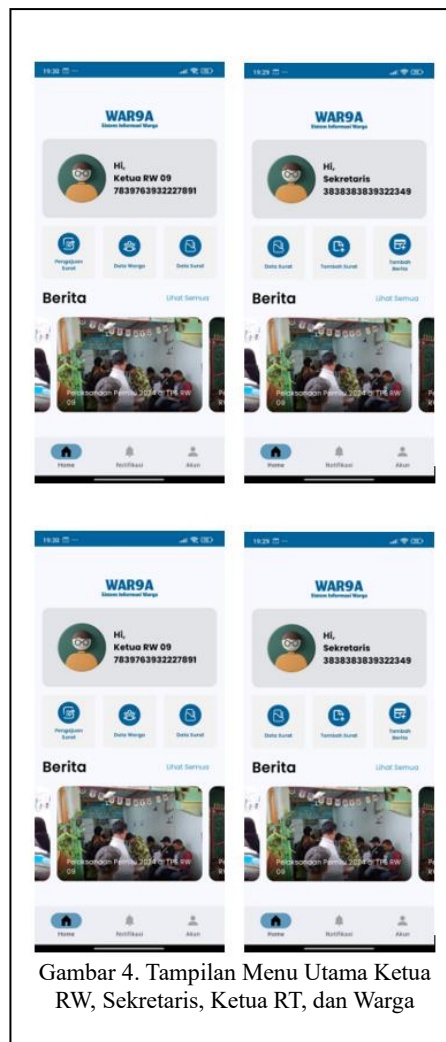 19:30
WAR9A
Sistem Informasi Warga
Hi,
Ketua RW 09
7839763932227891
Pengajuan
Surat
Data Warga
Data Surat
Berita
Lihat Semua
Pelaksanaan Pemilu 2024 di TPS RW
09
Home
Notifikasi
Akun
19:29
WAR9A
Sistem Informasi Warga
Hi,
Sekretaris
3838383839322349
Data Surat
Tambah Surat
Tambah
Berita
Berita
Lihat Semua
Pelaksanaan Pemilu 2024 di TPS RW
09
Home
Notifikasi
Akun
19:30
WAR9A
Sistem Informasi Warga
Hi,
Ketua RW 09
7839763932227891
Pengajuan
Surat
Data Warga
Data Surat
Berita
Lihat Semua
Pelaksanaan Pemilu 2024 di TPS RW
09
Home
Notifikasi
Akun
19:29
WAR9A
Sistem Informasi Warga
Hi,
Sekretaris
3838383839322349
Data Surat
Tambah Surat
Tambah
Berita
Berita
Lihat Semua
Pelaksanaan Pemilu 2024 di TPS RW
09
Home
Notifikasi
Akun
Gambar 4. Tampilan Menu Utama Ketua
RW, Sekretaris, Ketua RT, dan Warga